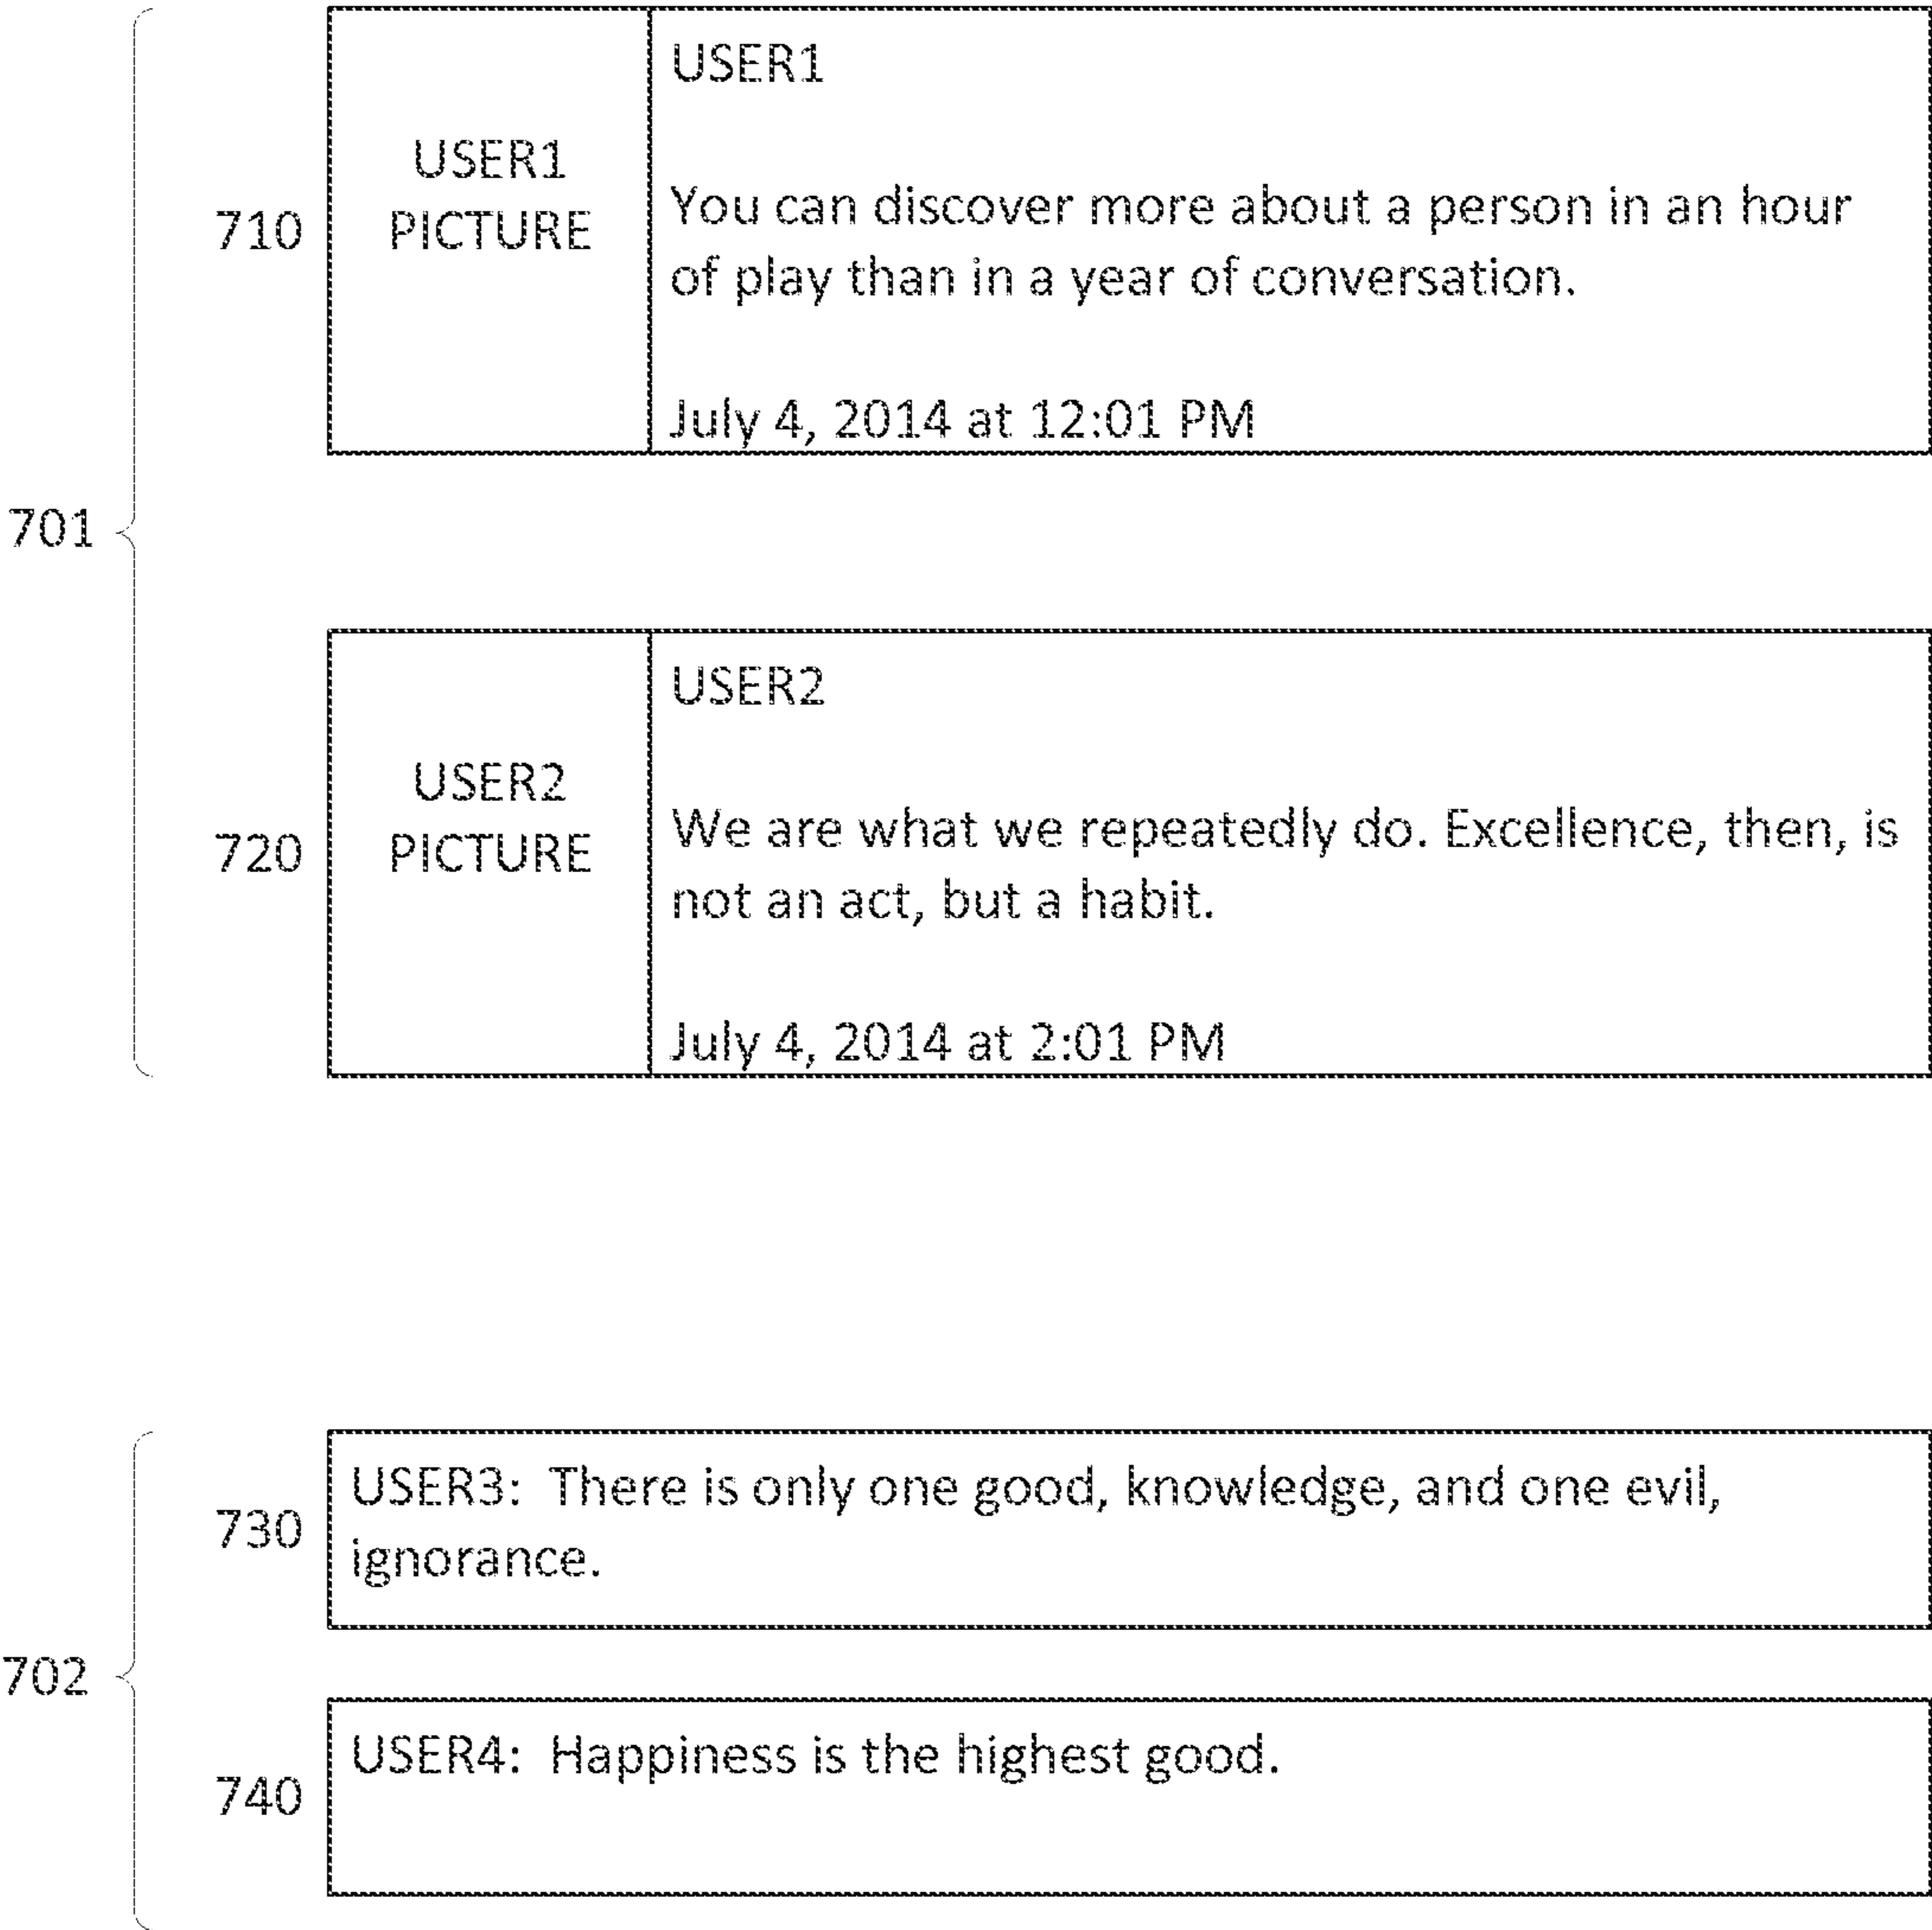 701
710
USER1
PICTURE
USER1
You can discover more about a person in an hour
of play than in a year of conversation.
July 4, 2014 at 12:01 PM
720
USER2
PICTURE
USER2
We are what we repeatedly do. Excellence, then, is
not an act, but a habit.
July 4, 2014 at 2:01 PM
702
730
USER3:  There is only one good, knowledge, and one evil,
ignorance.
740
USER4:  Happiness is the highest good.